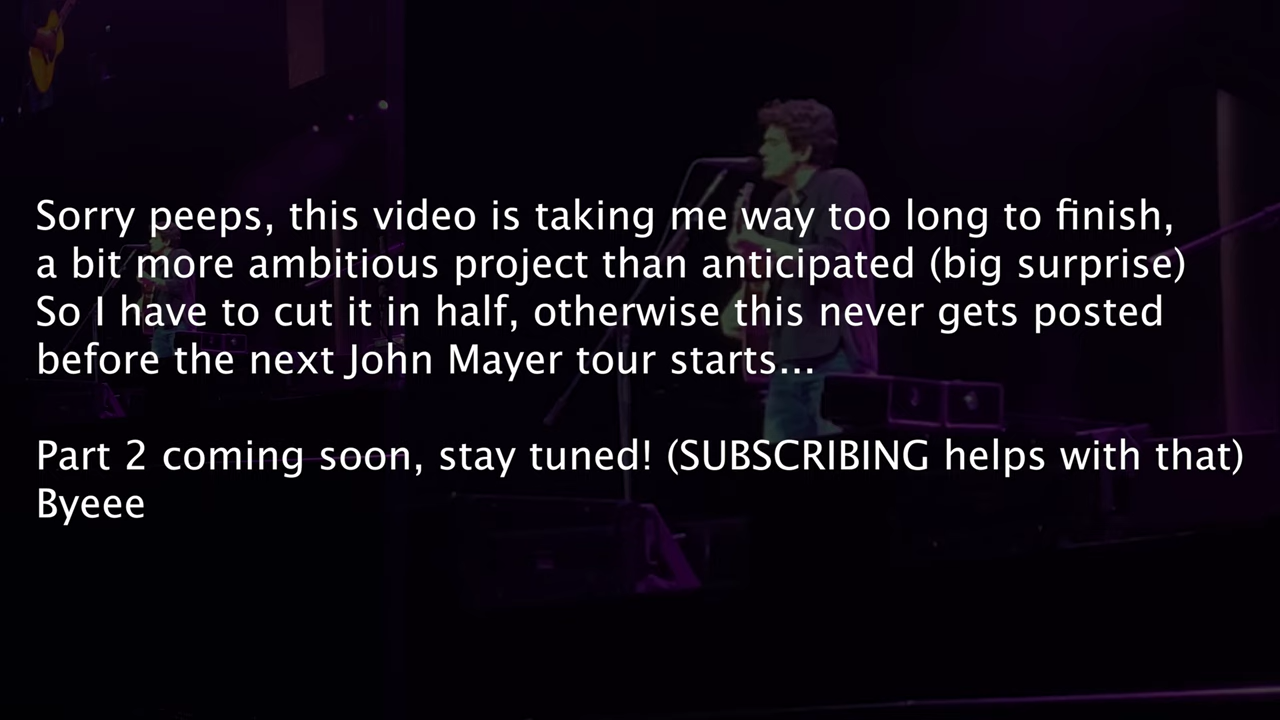 Sorry peeps, this video is taking me way too long to finish,
a bit more ambitious project than anticipated (big surprise)
So I have to cut it in half, otherwise this never gets posted
before the next John Mayer tour starts...
Part 2 coming soon, stay tuned! (SUBSCRIBING helps with that)
Byeee